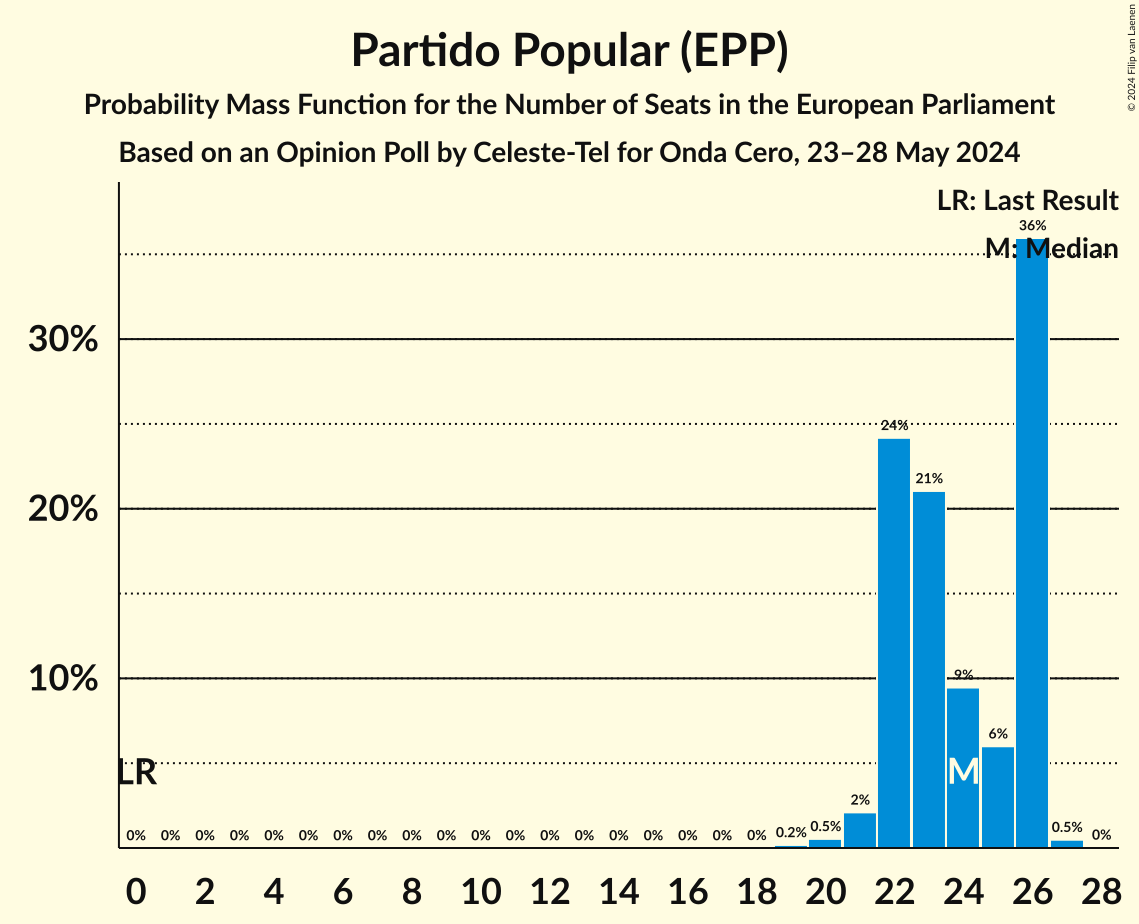 Partido Popular (EPP)
Probability Mass Function for the Number of Seats in the European Parliament
Based on an Opinion Poll by Celeste-Tel for Onda Cero, 23–28 May 2024
© 2024 Filip van Laenen
LR: Last Result
M: Median
30%
20%
10%
36%
24%
21%
9%
6%
2%
0.2%
0.5%
0.5%
0%
LR
M
0% 0% 0% 0% 0% 0% 0% 0% 0% 0% 0% 0% 0% 0% 0% 0% 0% 0% 0%
0 2 4 6 8 10 12 14 16 18 20 22 24 26 28